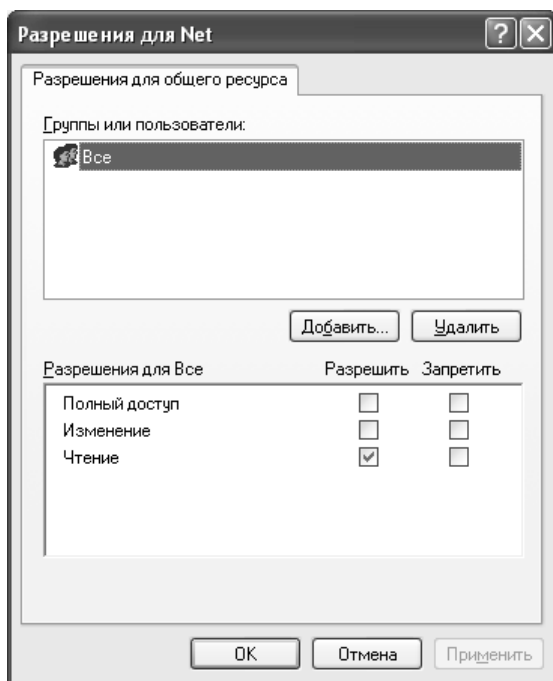 Разрешения для Net
Разрешения для общего ресурса
Группы или пользователи:
Все
Добавить... Удалить
Разрешения для Все Разрешить Запретить
Полный доступ
Изменение
Чтение
OK Отмена Применить